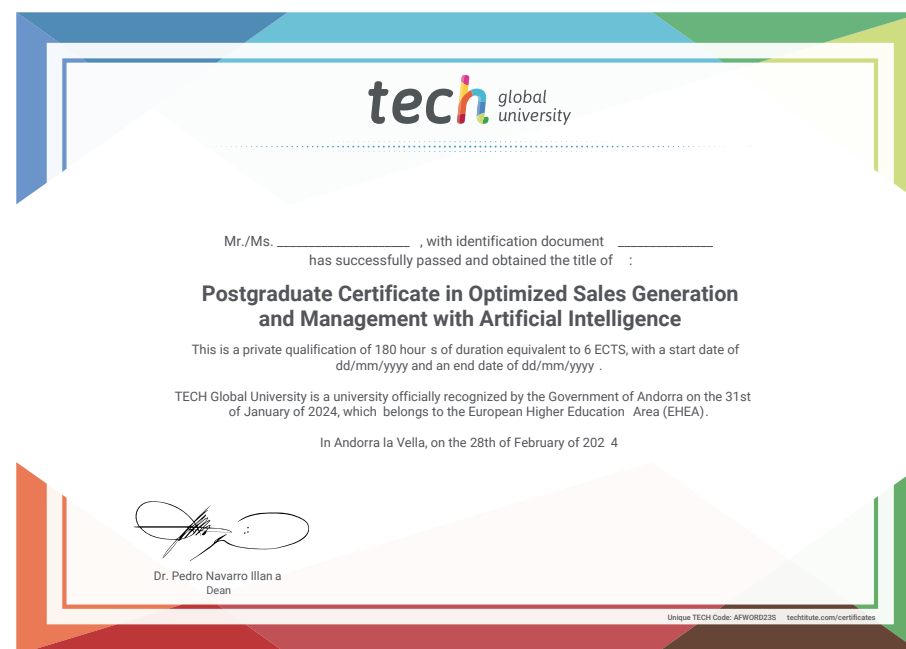 tech global
university
Mr./Ms. _____________________ , with identification document _______________
has successfully passed and obtained the title of :
Postgraduate Certificate in Optimized Sales Generation
and Management with Artificial Intelligence
This is a private qualification of 180 hour s of duration equivalent to 6 ECTS, with a start date of
dd/mm/yyyy and an end date of dd/mm/yyyy .
TECH Global University is a university officially recognized by the Government of Andorra on the 31st
of January of 2024, which belongs to the European Higher Education Area (EHEA).
In Andorra la Vella, on the 28th of February of 202 4
Dr. Pedro Navarro Illan a
Dean
Unique TECH Code: AFWORD23S techtitute.com/certificates